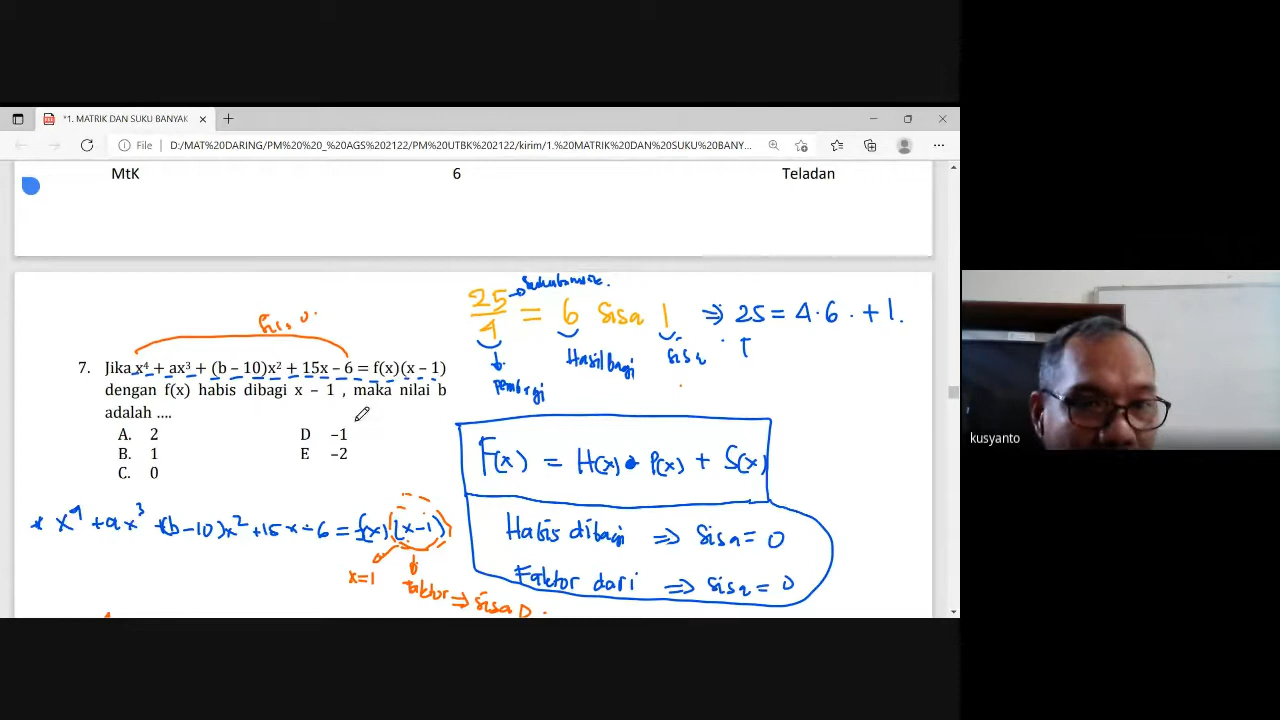 *1. MATRIK DAN SUKU BANYAK
File
D:/MAT%20DARING/PM%20%20_%20AGS%202122/PM%20UTBK%202122/kirim/1.%20MATRIK%20DAN%20SUKU%20BANY...
MtK 6 Teladan
25/4 = 6 sisa 1 ⇒ 25 = 4·6·+1.
Hasil bagi sisa
7. Jika x⁴ + ax³ + (b – 10)x² + 15x – 6 = f(x)(x – 1)
dengan f(x) habis dibagi x – 1 , maka nilai b
adalah ....
A. 2 D –1
B. 1 E –2
C. 0
F(x) = H(x) • P(x) + S(x)
x⁴ + ax³ + (b-10)x² + 15x - 6 = f(x) (x-1)
Habis dibagi ⇒ sisa = 0
Faktor dari ⇒ sisa = 0
x=1
Faktor ⇒ sisa 0.
kusyanto